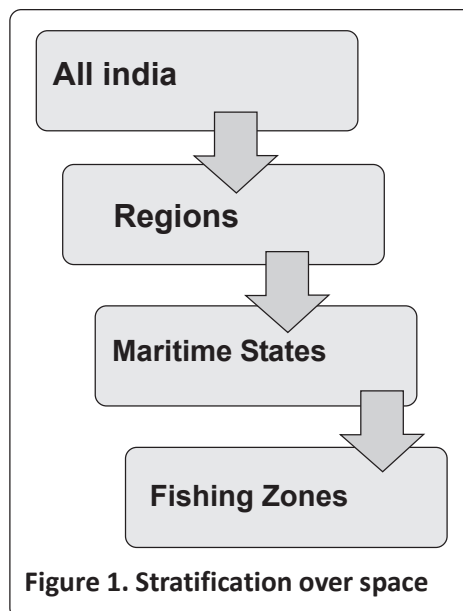 All india
Regions
Maritime States
Fishing Zones
Figure 1. Stratification over space